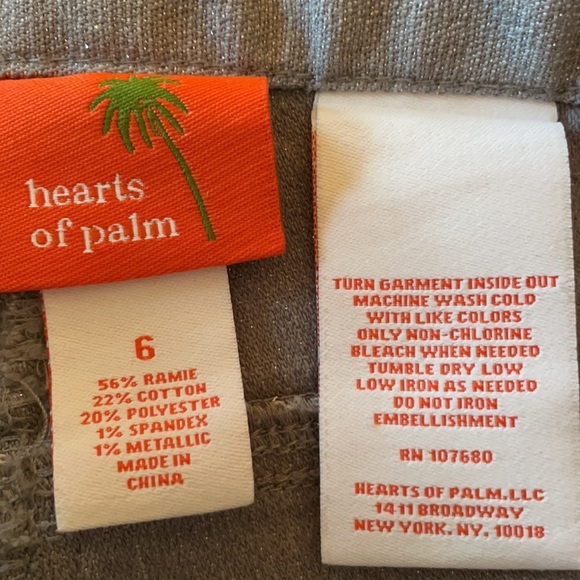 hearts
of palm
6
56% RAMIE
22% COTTON
20% POLYESTER
1% SPANDEX
1% METALLIC
MADE IN
CHINA
TURN GARMENT INSIDE OUT
MACHINE WASH COLD
WITH LIKE COLORS
ONLY NON-CHLORINE
BLEACH WHEN NEEDED
TUMBLE DRY LOW
LOW IRON AS NEEDED
DO NOT IRON
EMBELLISHMENT
RN 107680
HEARTS OF PALM, LLC
1411 BROADWAY
NEW YORK, NY, 10018